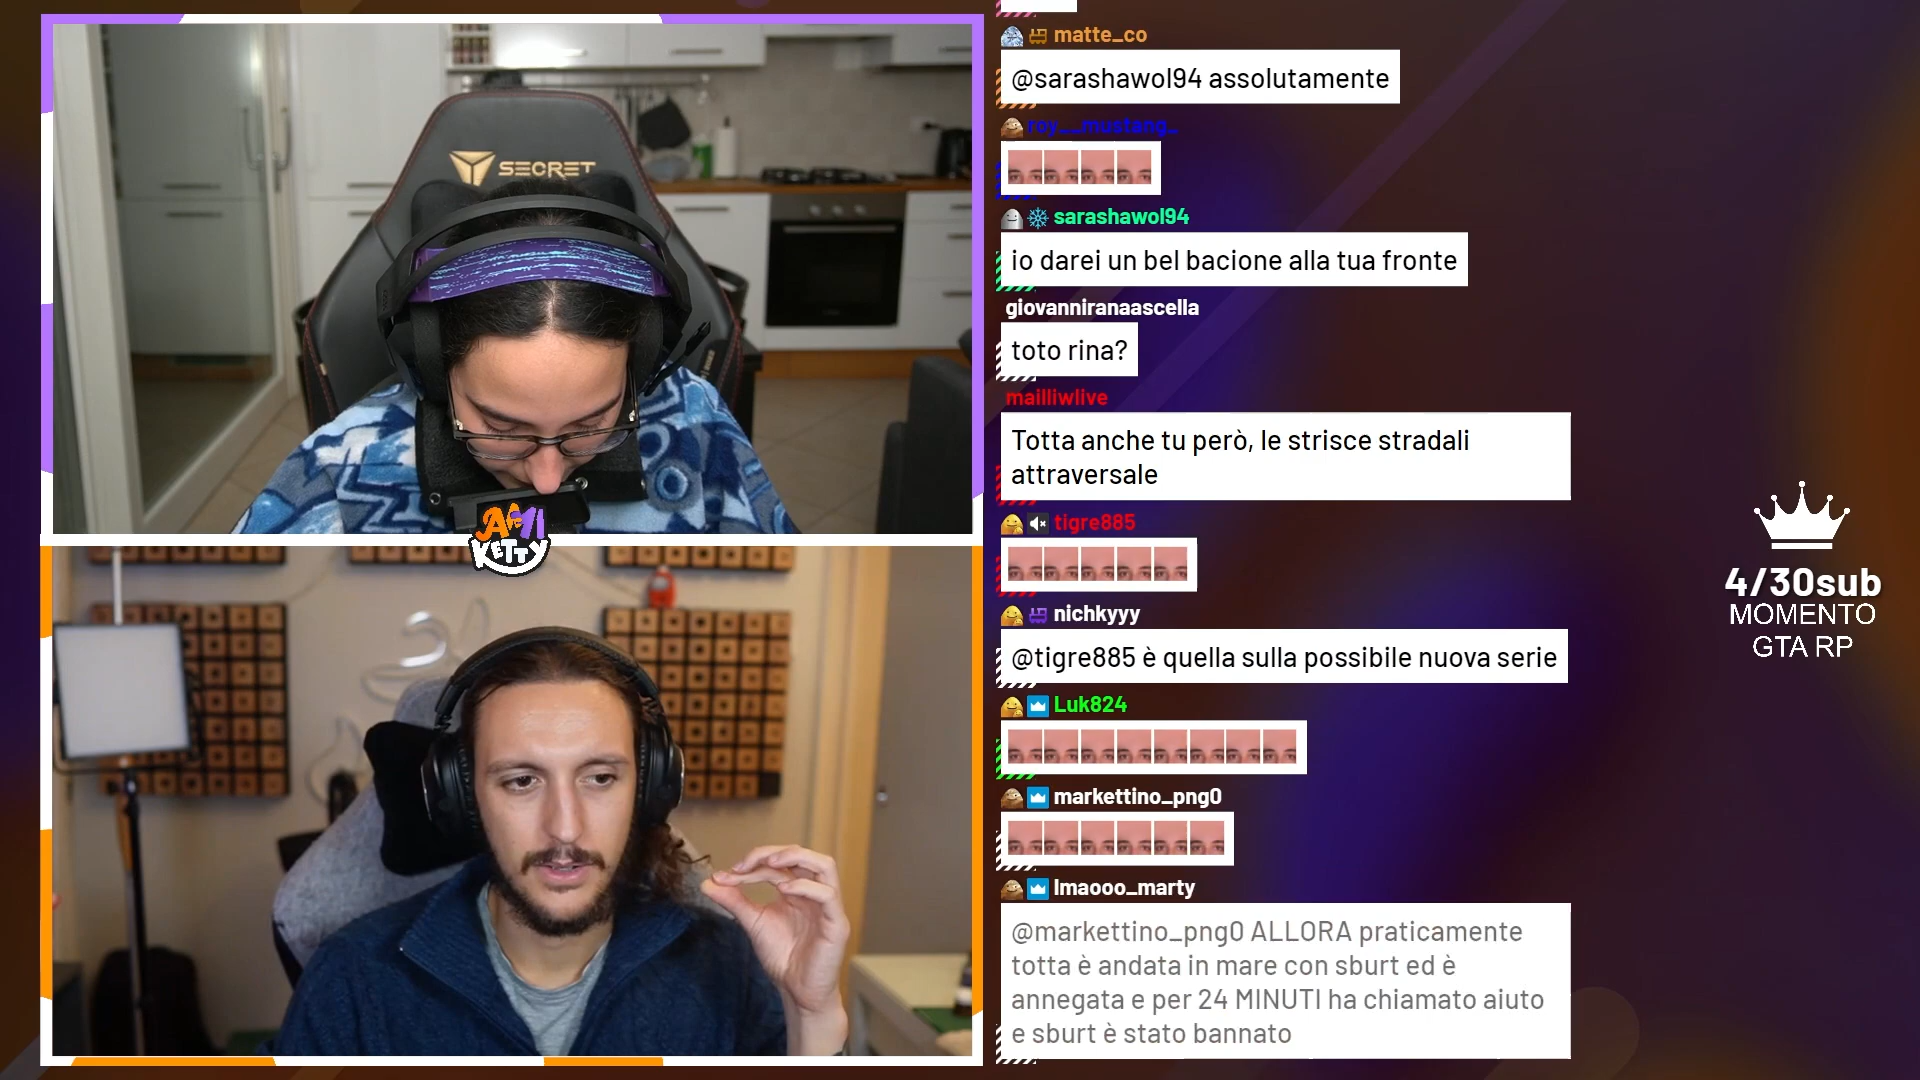 SECRET
AMI
KETTY
matte_co
@sarashawol94 assolutamente
roy__mustang_
sarashawol94
io darei un bel bacione alla tua fronte
giovanniranaascella
toto rina?
mailliwlive
Totta anche tu però, le strisce stradali
attraversale
tigre885
nichkyyy
@tigre885 è quella sulla possibile nuova serie
Luk824
markettino_png0
lmaooo_marty
@markettino_png0 ALLORA praticamente
totta è andata in mare con sburt ed è
annegata e per 24 MINUTI ha chiamato aiuto
e sburt è stato bannato
4/30sub
MOMENTO
GTA RP